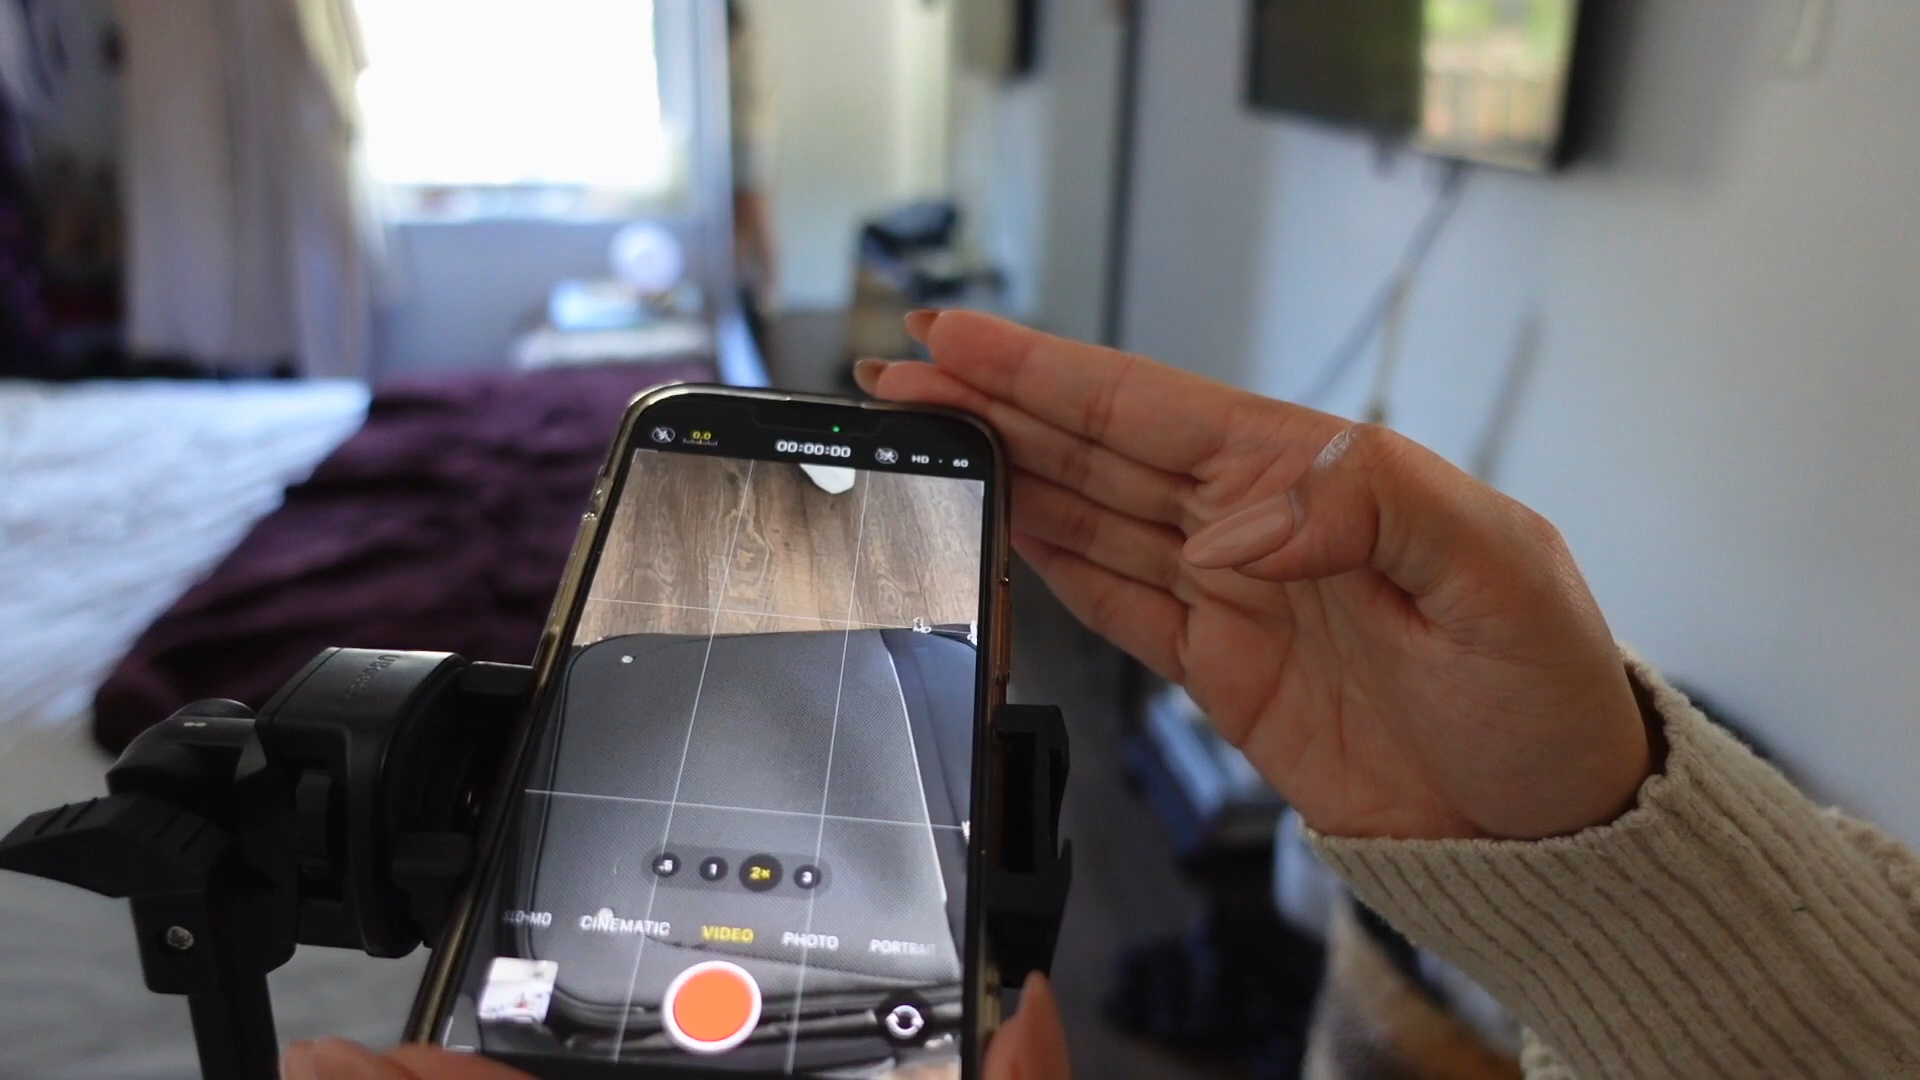 0.0
00:00:00
HD · 60
.5 1 2× 3
SLO-MO CINEMATIC VIDEO PHOTO PORTRAIT